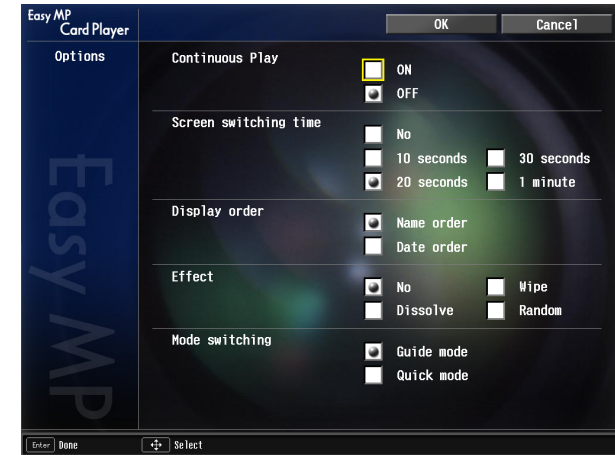 Easy MP
Card Player
OK
Cancel
Options
Continuous Play
ON
OFF
Screen switching time
No
10 seconds
30 seconds
20 seconds
1 minute
Display order
Name order
Date order
Effect
No
Wipe
Dissolve
Random
Mode switching
Guide mode
Quick mode
Easy MP
Enter Done
Select